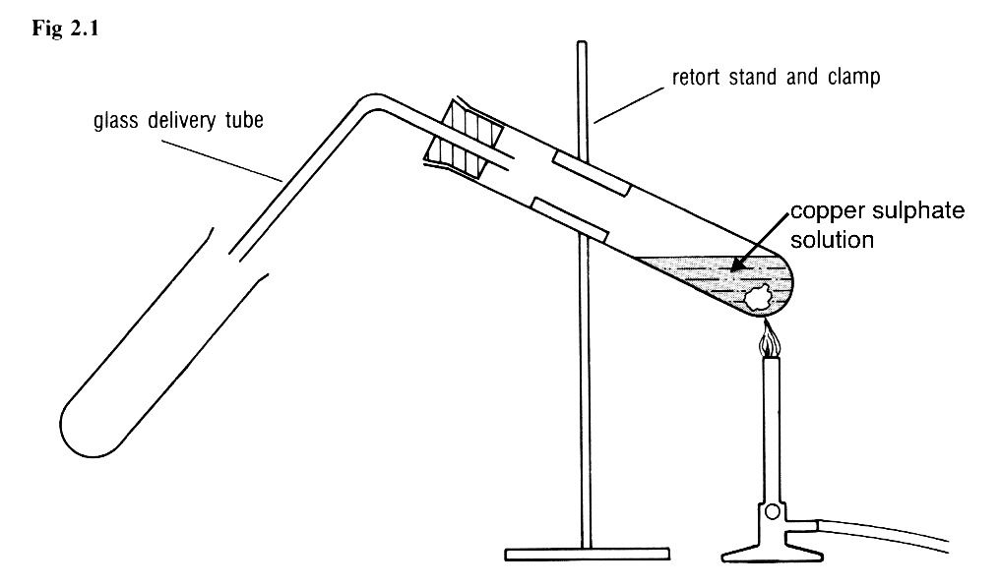 Fig 2.1
retort stand and clamp
glass delivery tube
copper sulphate
solution